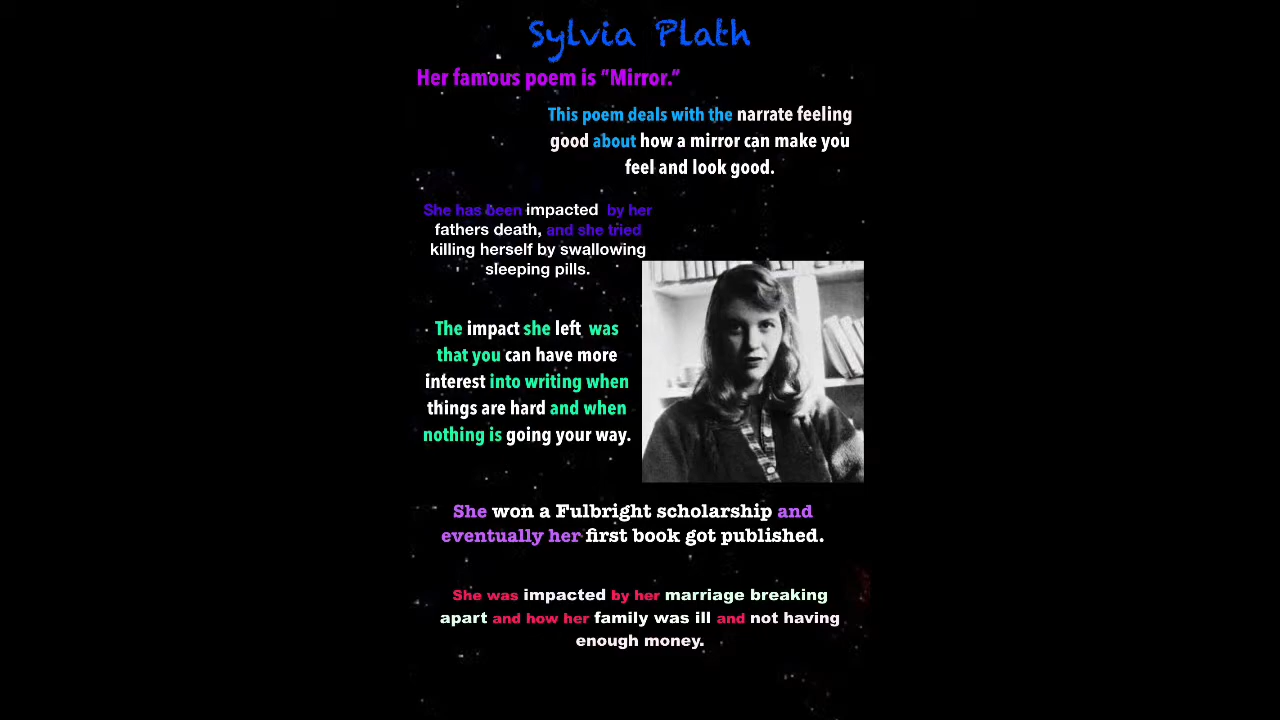 Sylvia Plath
Her famous poem is "Mirror."
This poem deals with the narrate feeling
good about how a mirror can make you
feel and look good.
She has been impacted by her
fathers death, and she tried
killing herself by swallowing
sleeping pills.
The impact she left was
that you can have more
interest into writing when
things are hard and when
nothing is going your way.
She won a Fulbright scholarship and
eventually her first book got published.
She was impacted by her marriage breaking
apart and how her family was ill and not having
enough money.